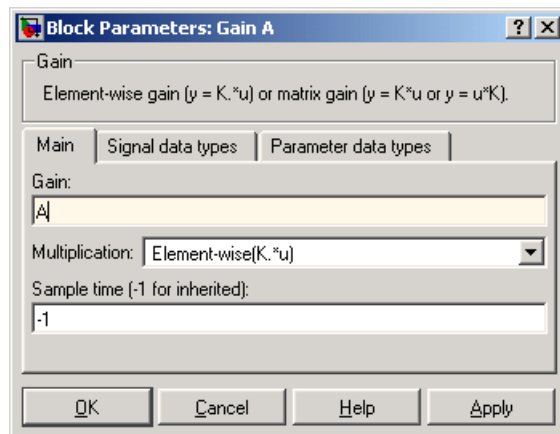 Block Parameters: Gain A
Gain
Element-wise gain (y = K.*u) or matrix gain (y = K*u or y = u*K).
Main Signal data types Parameter data types
Gain:
A
Multiplication: Element-wise(K.*u)
Sample time (-1 for inherited):
-1
OK Cancel Help Apply